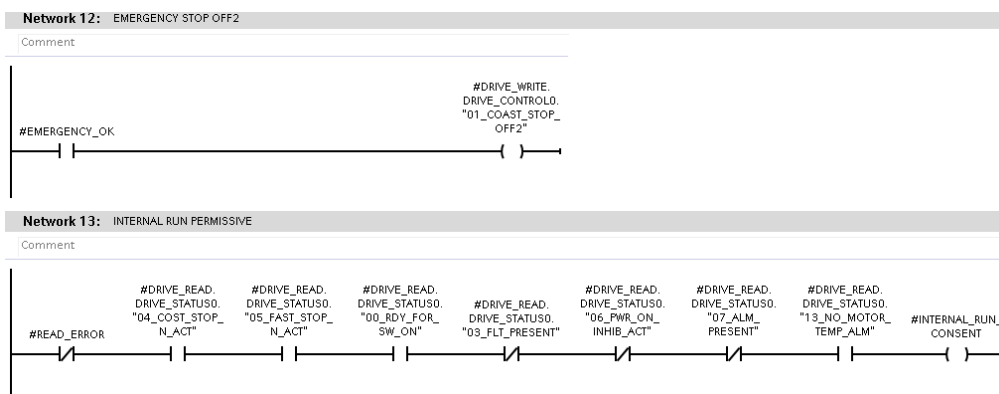 Network 12: EMERGENCY STOP OFF2
Comment
#DRIVE_WRITE.
DRIVE_CONTROL0.
"01_COAST_STOP_
OFF2"
#EMERGENCY_OK
Network 13: INTERNAL RUN PERMISSIVE
Comment
#READ_ERROR
#DRIVE_READ.
DRIVE_STATUS0.
"04_COST_STOP_
N_ACT"
#DRIVE_READ.
DRIVE_STATUS0.
"05_FAST_STOP_
N_ACT"
#DRIVE_READ.
DRIVE_STATUS0.
"00_RDY_FOR_
SW_ON"
#DRIVE_READ.
DRIVE_STATUS0.
"03_FLT_PRESENT"
#DRIVE_READ.
DRIVE_STATUS0.
"06_PWR_ON_
INHIB_ACT"
#DRIVE_READ.
DRIVE_STATUS0.
"07_ALM_
PRESENT"
#DRIVE_READ.
DRIVE_STATUS0.
"13_NO_MOTOR_
TEMP_ALM"
#INTERNAL_RUN_
CONSENT